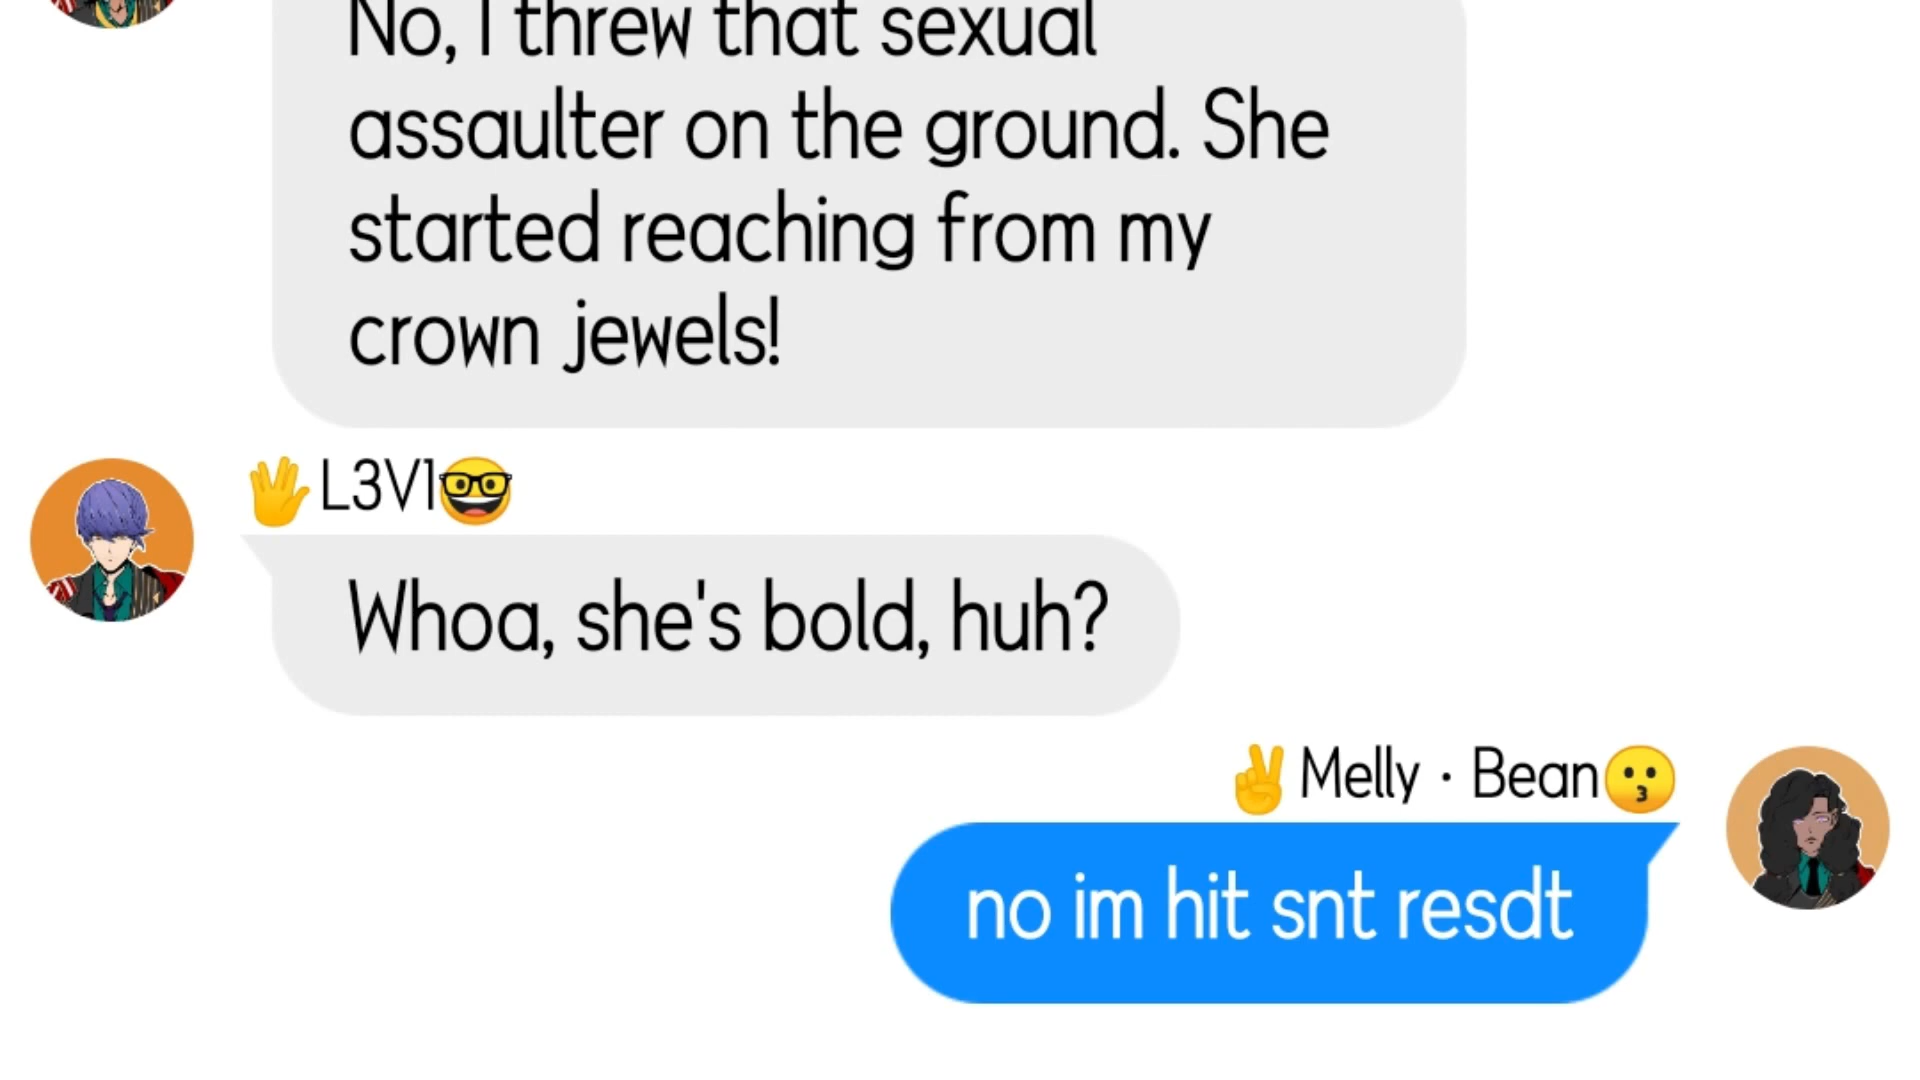 No, I threw that sexual
assaulter on the ground. She
started reaching from my
crown jewels!
🖖L3V1🤓
Whoa, she's bold, huh?
✌Melly · Bean😗
no im hit snt resdt